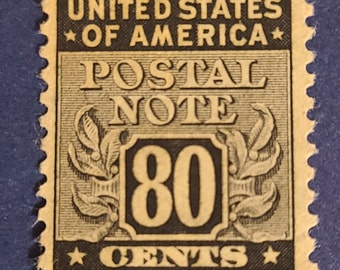 UNITED STATES
OF AMERICA
POSTAL
NOTE
80
CENTS